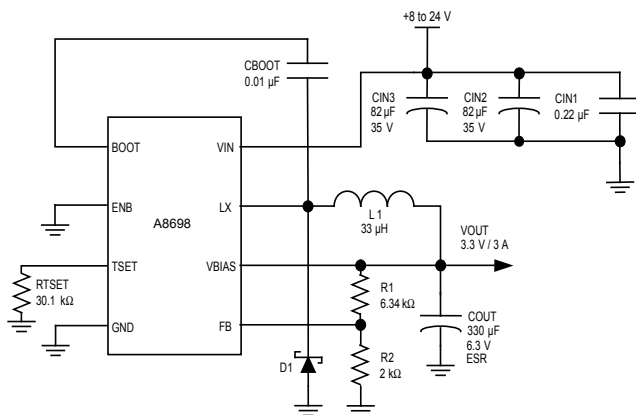 +8 to 24 V
CBOOT
0.01 µF
CIN3
82 µF
35 V
CIN2
82 µF
35 V
CIN1
0.22 µF
BOOT
VIN
ENB
LX
A8698
L1
33 µH
VOUT
3.3 V / 3 A
TSET
VBIAS
RTSET
30.1 kΩ
R1
6.34 kΩ
GND
FB
COUT
330 µF
6.3 V
ESR
D1
R2
2 kΩ